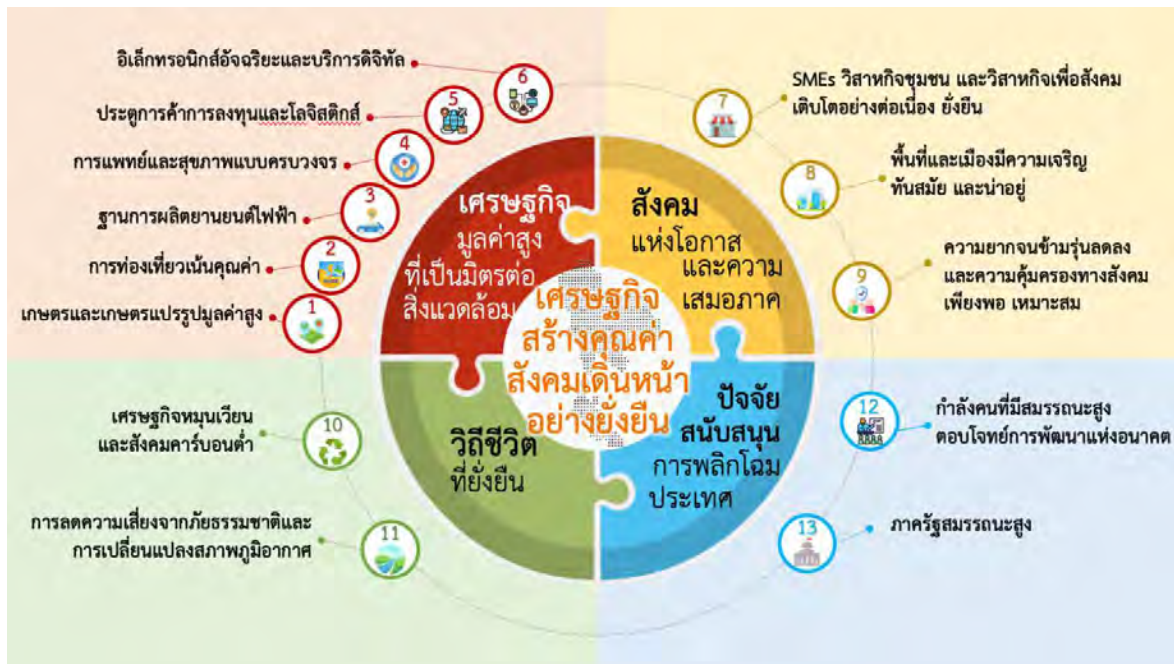 อิเล็กทรอนิกส์อัจฉริยะและบริการดิจิทัล
6
ประตูการค้าการลงทุนและโลจิสติกส์
5
การแพทย์และสุขภาพแบบครบวงจร
4
ฐานการผลิตยานยนต์ไฟฟ้า
3
การท่องเที่ยวเน้นคุณค่า
2
เกษตรและเกษตรแปรรูปมูลค่าสูง
1
เศรษฐกิจ
มูลค่าสูง
ที่เป็นมิตรต่อ
สิ่งแวดล้อม
สังคม
แห่งโอกาส
และความ
เสมอภาค
7
SMEs วิสาหกิจชุมชน และวิสาหกิจเพื่อสังคม
เติบโตอย่างต่อเนื่อง ยั่งยืน
8
พื้นที่และเมืองมีความเจริญ
ทันสมัย และน่าอยู่
9
ความยากจนข้ามรุ่นลดลง
และความคุ้มครองทางสังคม
เพียงพอ เหมาะสม
เศรษฐกิจ
สร้างคุณค่า
สังคมเดินหน้า
อย่างยั่งยืน
เศรษฐกิจหมุนเวียน
และสังคมคาร์บอนต่ำ
10
การลดความเสี่ยงจากภัยธรรมชาติและ
การเปลี่ยนแปลงสภาพภูมิอากาศ
11
วิถีชีวิต
ที่ยั่งยืน
ปัจจัย
สนับสนุน
การพลิกโฉม
ประเทศ
12
กำลังคนที่มีสมรรถนะสูง
ตอบโจทย์การพัฒนาแห่งอนาคต
13
ภาครัฐสมรรถนะสูง